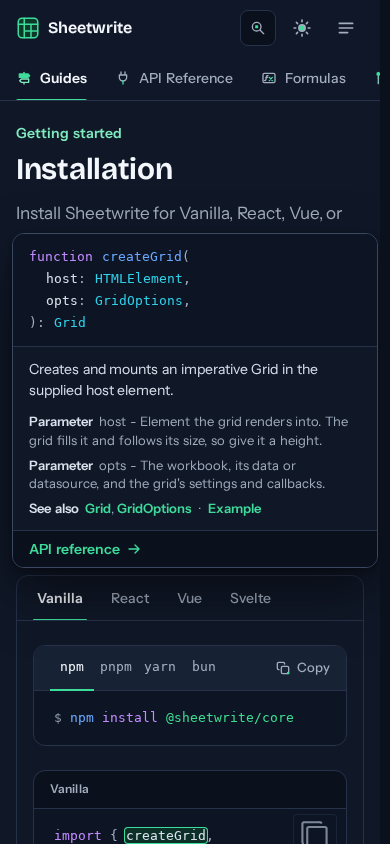 Sheetwrite
Guides API Reference Formulas
Getting started
Installation
Install Sheetwrite for Vanilla, React, Vue, or
function createGrid(
host: HTMLElement,
opts: GridOptions,
): Grid
Creates and mounts an imperative Grid in the
supplied host element.
Parameter host - Element the grid renders into. The
grid fills it and follows its size, so give it a height.
Parameter opts - The workbook, its data or
datasource, and the grid's settings and callbacks.
See also Grid, GridOptions · Example
API reference →
Vanilla React Vue Svelte
npm pnpm yarn bun Copy
$ npm install @sheetwrite/core
Vanilla
import { createGrid,